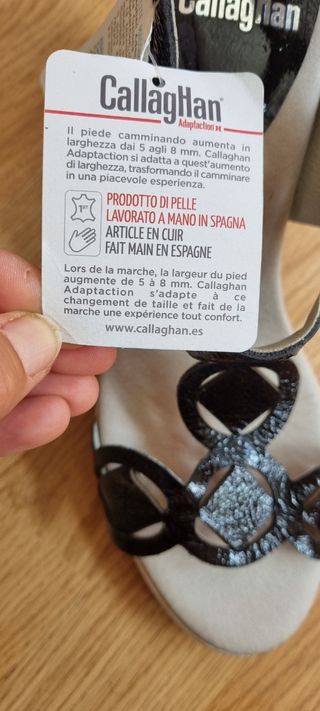 Callaghan
CallagHan
Adaptaction
Il piede camminando aumenta in
larghezza dai 5 agli 8 mm. Callaghan
Adaptaction si adatta a quest'aumento
di larghezza, trasformando il camminare
in una piacevole esperienza.
1er
PRODOTTO DI PELLE
LAVORATO A MANO IN SPAGNA
ARTICLE EN CUIR
FAIT MAIN EN ESPAGNE
Lors de la marche, la largeur du pied
augmente de 5 à 8 mm. Callaghan
Adaptaction s'adapte à ce
changement de taille et fait de la
marche une expérience tout confort.
www.callaghan.es